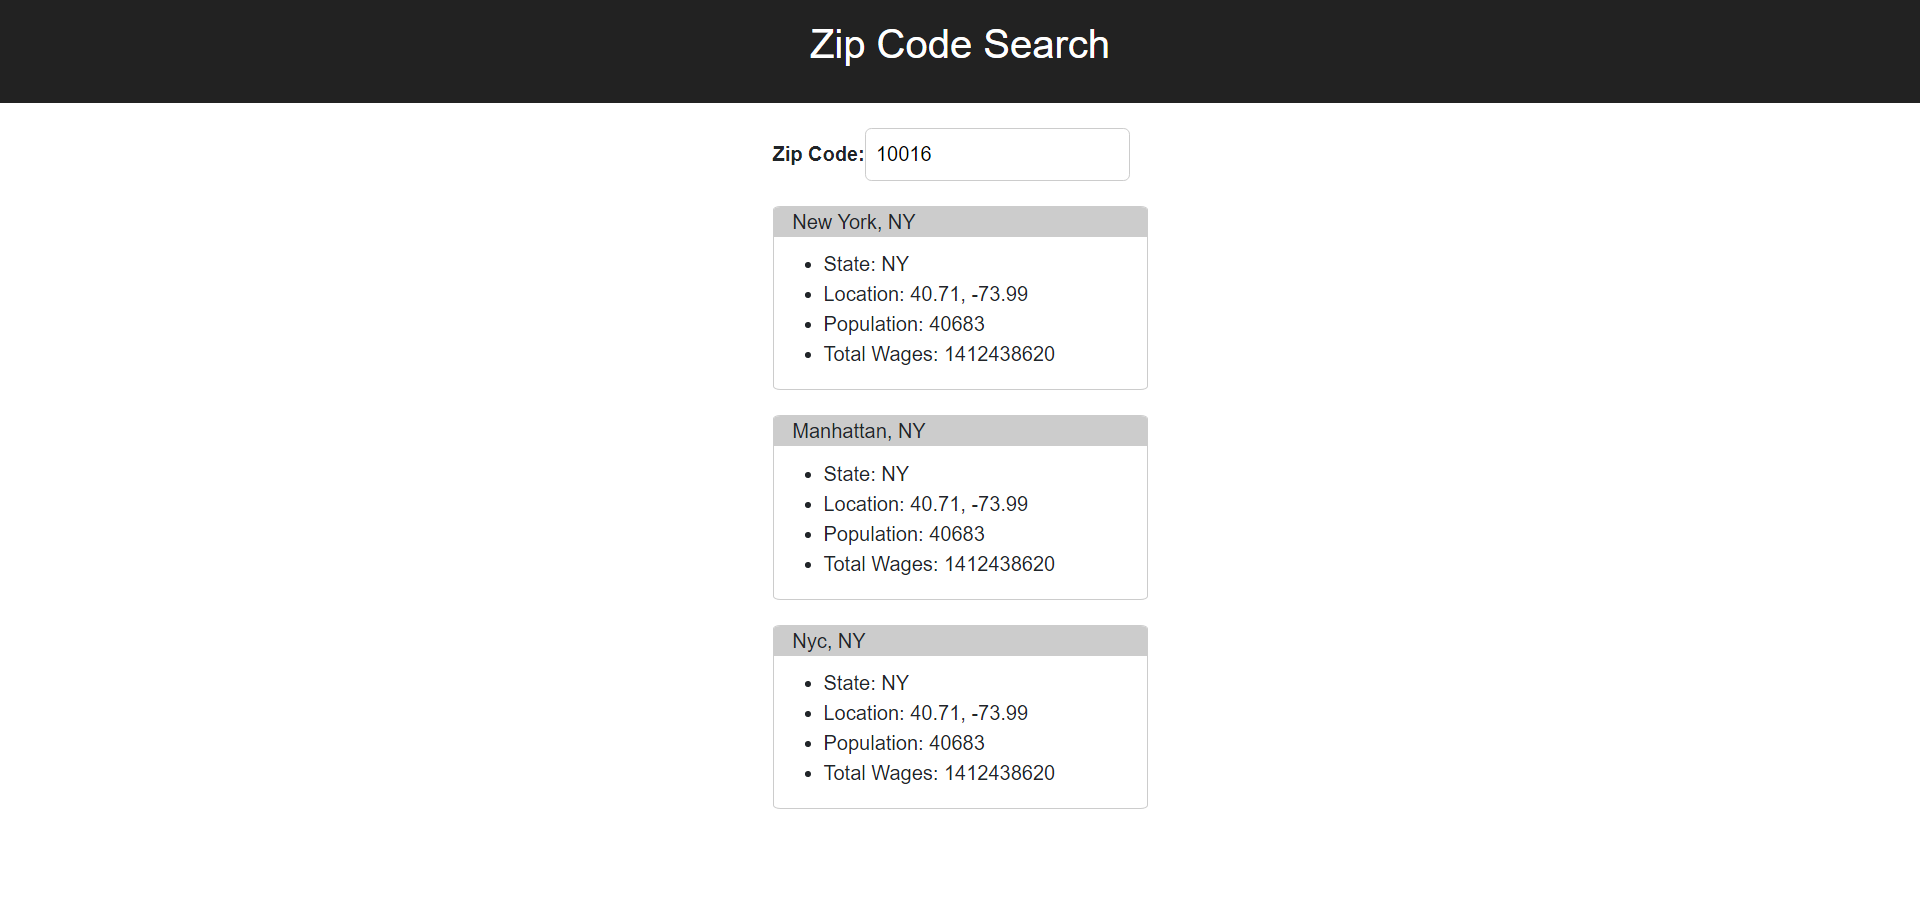 Zip Code Search
Zip Code: 10016
New York, NY
• State: NY
• Location: 40.71, -73.99
• Population: 40683
• Total Wages: 1412438620
Manhattan, NY
• State: NY
• Location: 40.71, -73.99
• Population: 40683
• Total Wages: 1412438620
Nyc, NY
• State: NY
• Location: 40.71, -73.99
• Population: 40683
• Total Wages: 1412438620